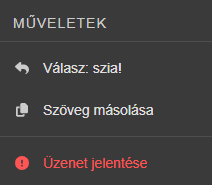 MŰVELETEK
Válasz: szia!
Szöveg másolása
Üzenet jelentése